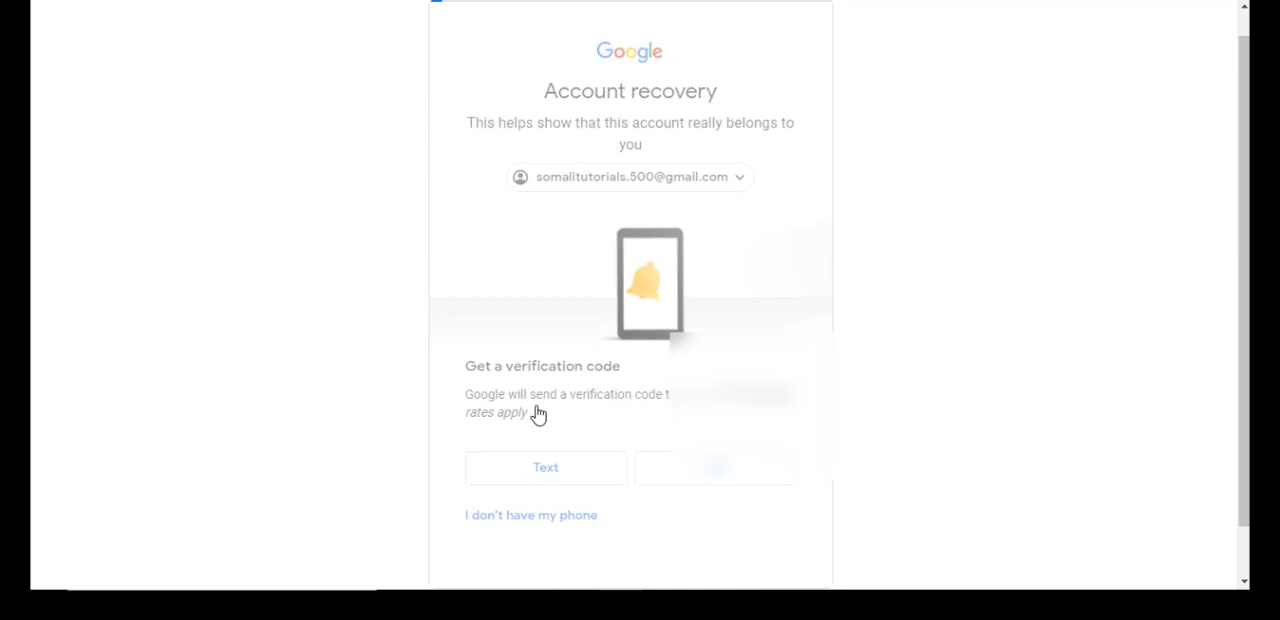 Google
Account recovery
This helps show that this account really belongs to
you
somalitutorials.500@gmail.com
Get a verification code
Google will send a verification code
rates apply
Text
I don't have my phone